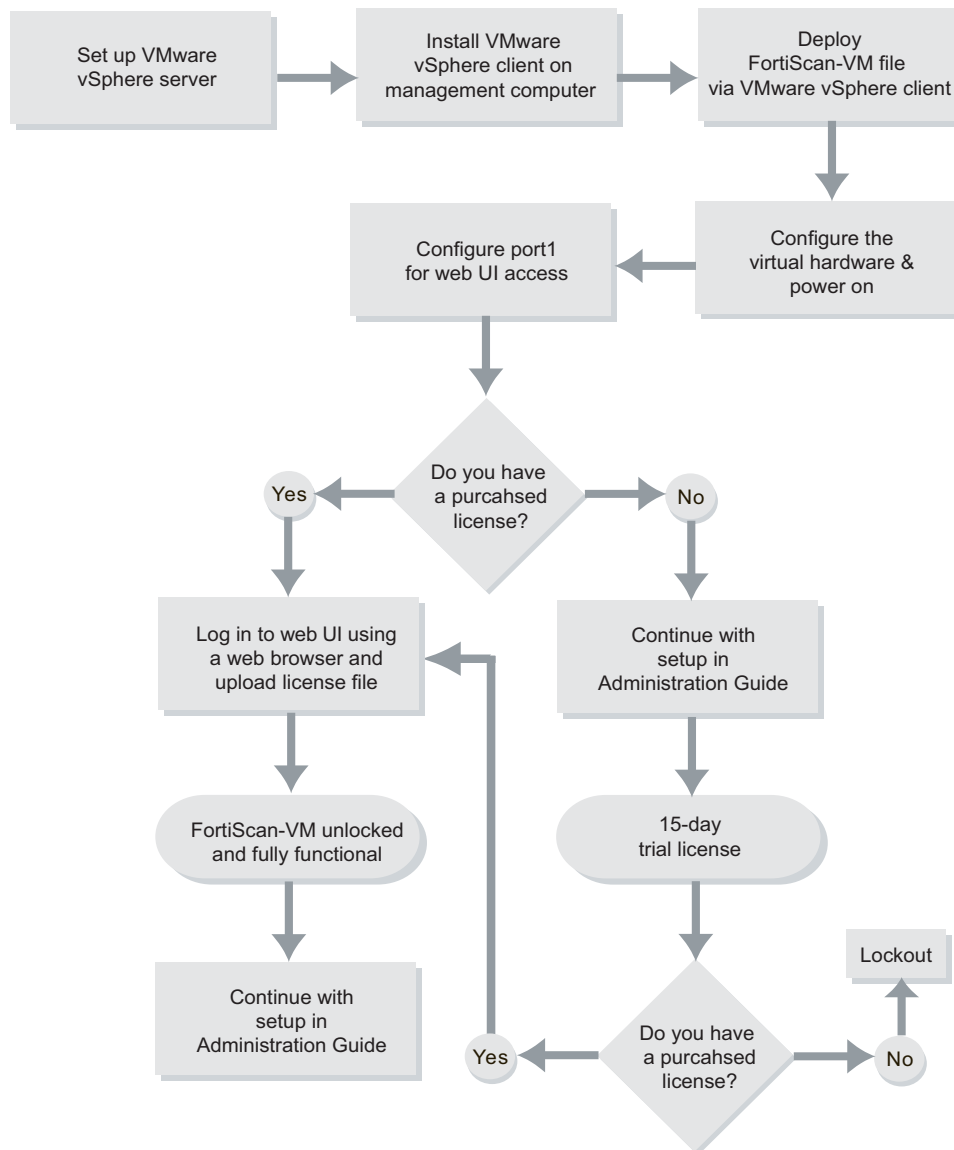 Set up VMware
vSphere server
Install VMware
vSphere client on
management computer
Deploy
FortiScan-VM file
via VMware vSphere client
Configure port1
for web UI access
Configure the
virtual hardware &
power on
Do you have
a purcahsed
license?
Yes
No
Log in to web UI using
a web browser and
upload license file
Continue with
setup in
Administration Guide
FortiScan-VM unlocked
and fully functional
15-day
trial license
Lockout
Continue with
setup in
Administration Guide
Yes
Do you have
a purcahsed
license?
No